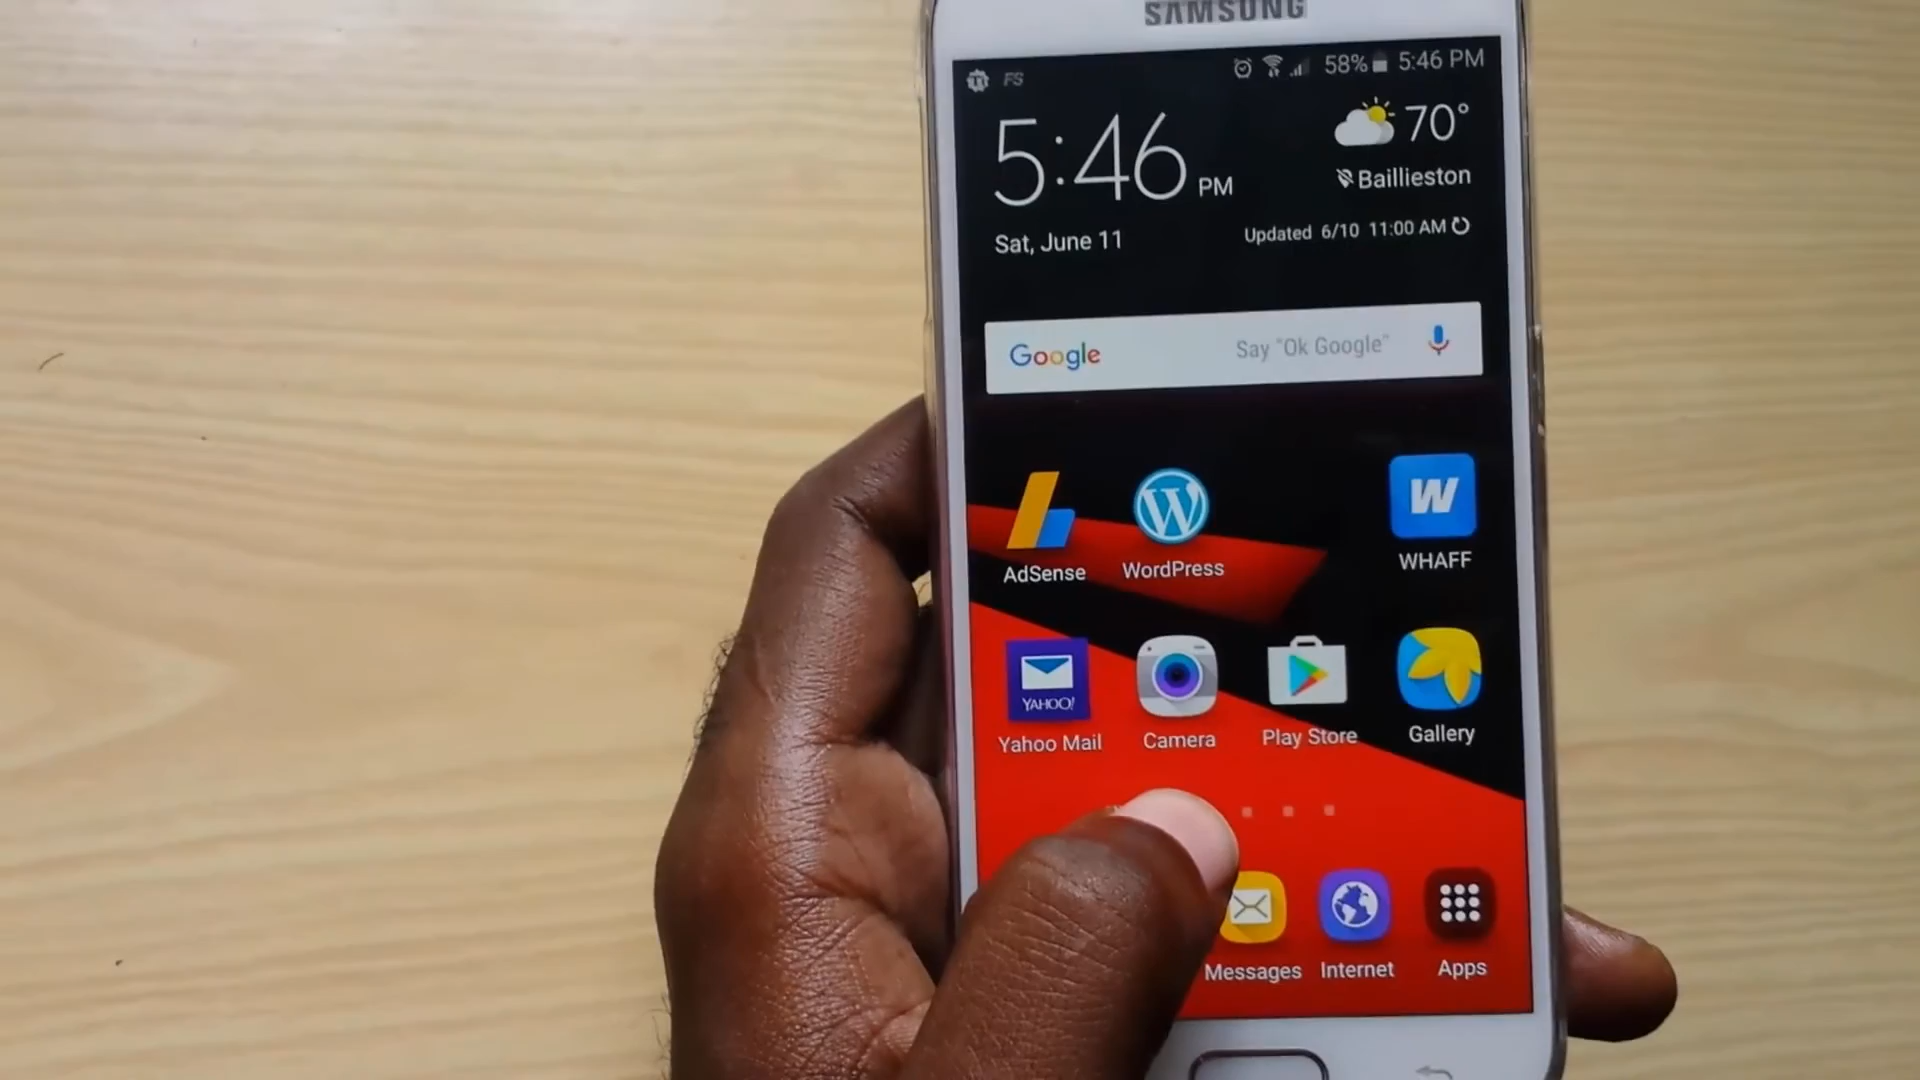 SAMSUNG
FS 58% 5:46 PM
5:46 PM
70°
Baillieston
Sat, June 11
Updated 6/10 11:00 AM
Google Say "Ok Google"
W
AdSense WordPress WHAFF
YAHOO!
Yahoo Mail Camera Play Store Gallery
Messages Internet Apps